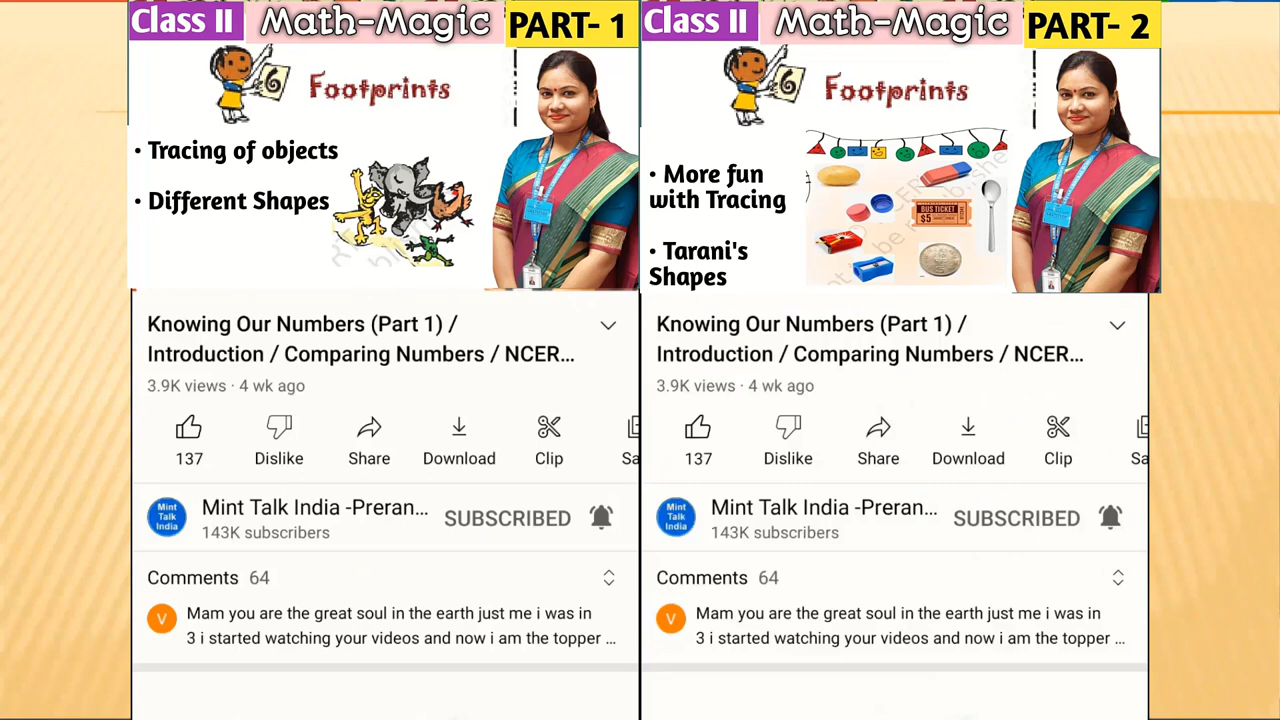 Class II Math-Magic PART- 1
6 Footprints
• Tracing of objects
• Different Shapes
Knowing Our Numbers (Part 1) /
Introduction / Comparing Numbers / NCER...
3.9K views · 4 wk ago
137 Dislike Share Download Clip Sa
Mint Talk India
Mint Talk India -Preran... SUBSCRIBED
143K subscribers
Comments 64
V Mam you are the great soul in the earth just me i was in
3 i started watching your videos and now i am the topper ...
Class II Math-Magic PART- 2
6 Footprints
• More fun
with Tracing
• Tarani's
Shapes
BUS TICKET
$5
Knowing Our Numbers (Part 1) /
Introduction / Comparing Numbers / NCER...
3.9K views · 4 wk ago
137 Dislike Share Download Clip Sa
Mint Talk India
Mint Talk India -Preran... SUBSCRIBED
143K subscribers
Comments 64
V Mam you are the great soul in the earth just me i was in
3 i started watching your videos and now i am the topper ...